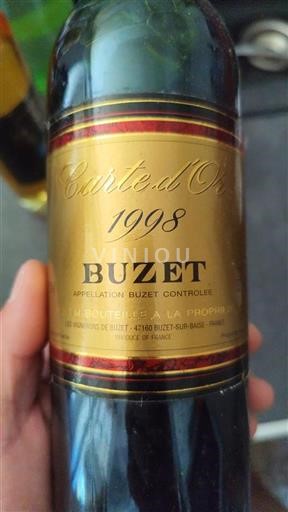 Carte d'Or
1998
VINIOU
BUZET
APPELLATION BUZET CONTROLEE
BOUTEILLE A LA PROPRIETE
LES VIGNERONS DE BUZET - 47160 BUZET-SUR-BAISE - FRANCE
PRODUCE OF FRANCE